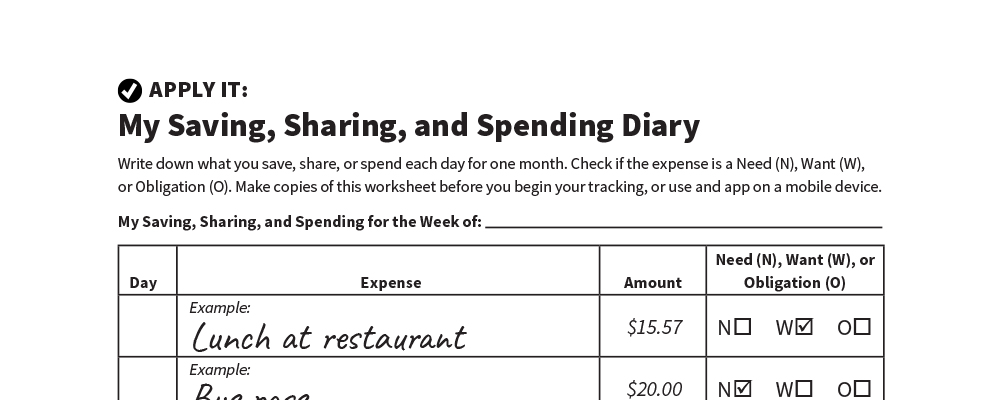 APPLY IT:
My Saving, Sharing, and Spending Diary
Write down what you save, share, or spend each day for one month. Check if the expense is a Need (N), Want (W),
or Obligation (O). Make copies of this worksheet before you begin your tracking, or use and app on a mobile device.
My Saving, Sharing, and Spending for the Week of:
Day Expense Amount Need (N), Want (W), or
Obligation (O)
Example:
Lunch at restaurant $15.57 N☐ W☑ O☐
Example:
Bus pass $20.00 N☑ W☐ O☐